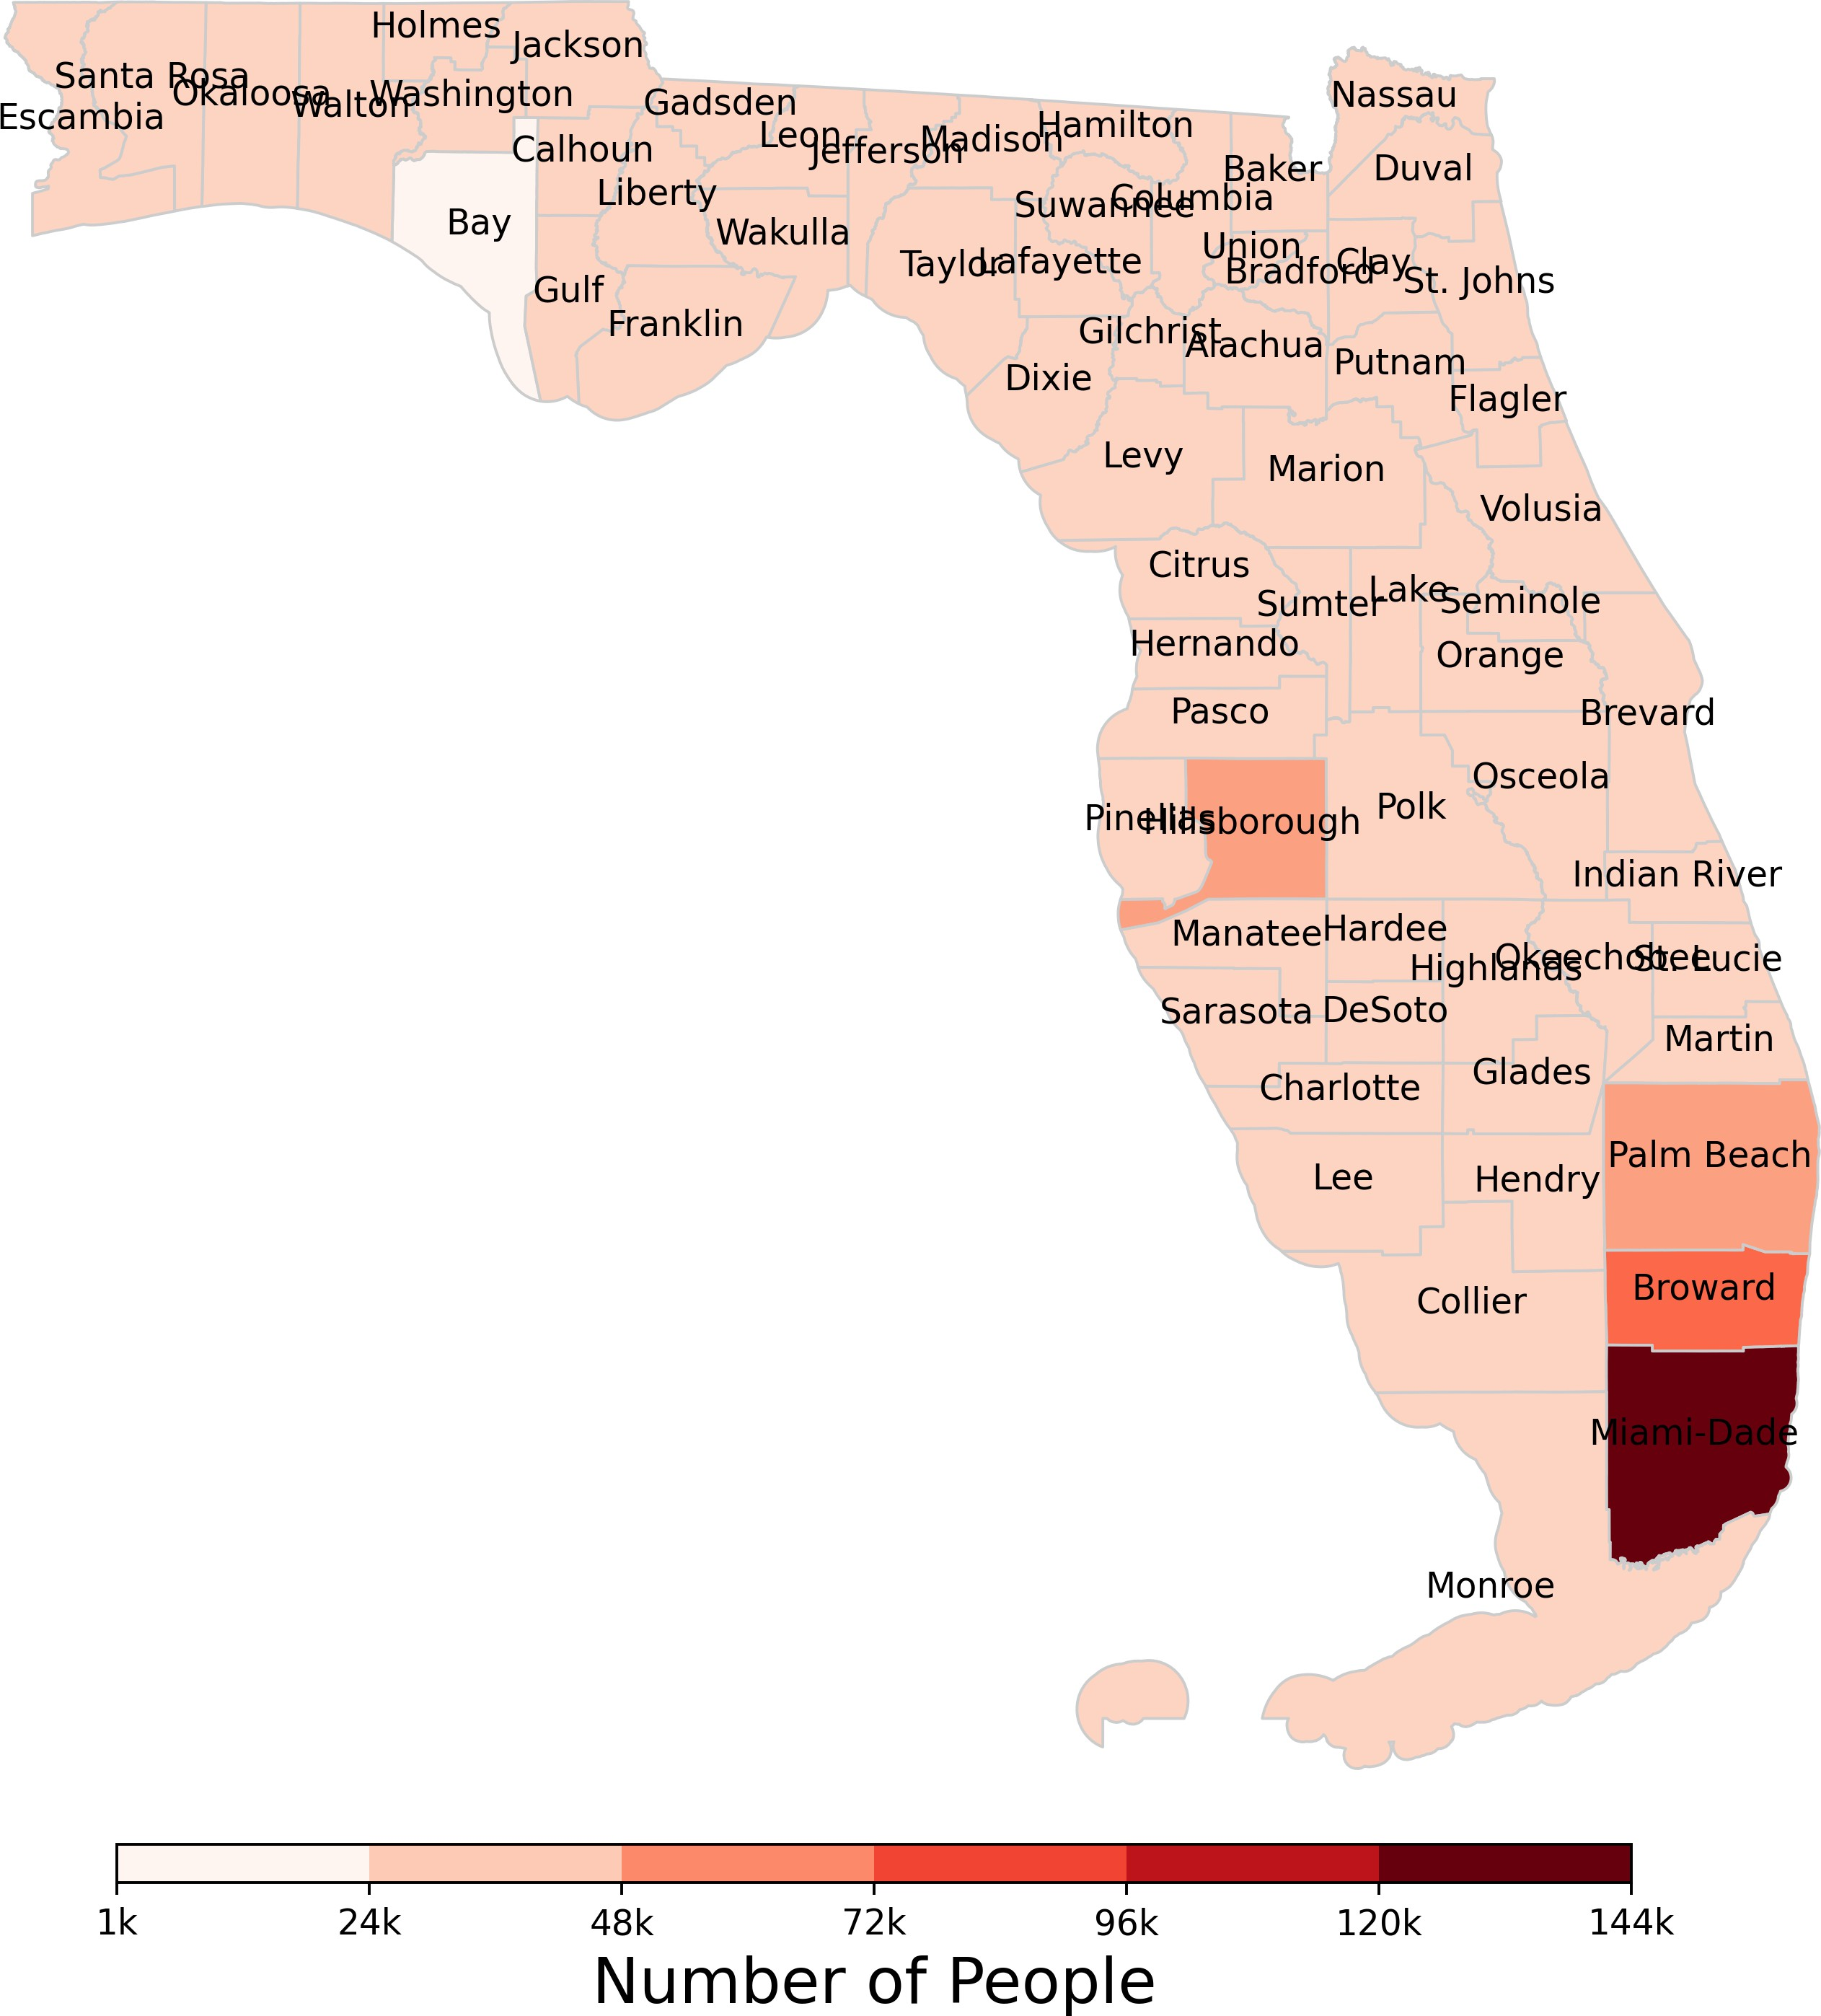 Holmes
Jackson
Santa Rosa
Okaloosa
Walton
Washington
Escambia
Gadsden
Leon
Jefferson
Madison
Hamilton
Nassau
Calhoun
Baker
Duval
Liberty
Suwannee
Columbia
Bay
Wakulla
Union
Taylor
Lafayette
Bradford
Clay
St. Johns
Gulf
Franklin
Gilchrist
Alachua
Putnam
Dixie
Flagler
Levy
Marion
Volusia
Citrus
Sumter
Lake
Seminole
Hernando
Orange
Pasco
Brevard
Osceola
Pinellas
Hillsborough
Polk
Indian River
Manatee
Hardee
Highlands
Okeechobee
St. Lucie
Sarasota
DeSoto
Martin
Charlotte
Glades
Palm Beach
Lee
Hendry
Broward
Collier
Miami-Dade
Monroe
1k 24k 48k 72k 96k 120k 144k
Number of People